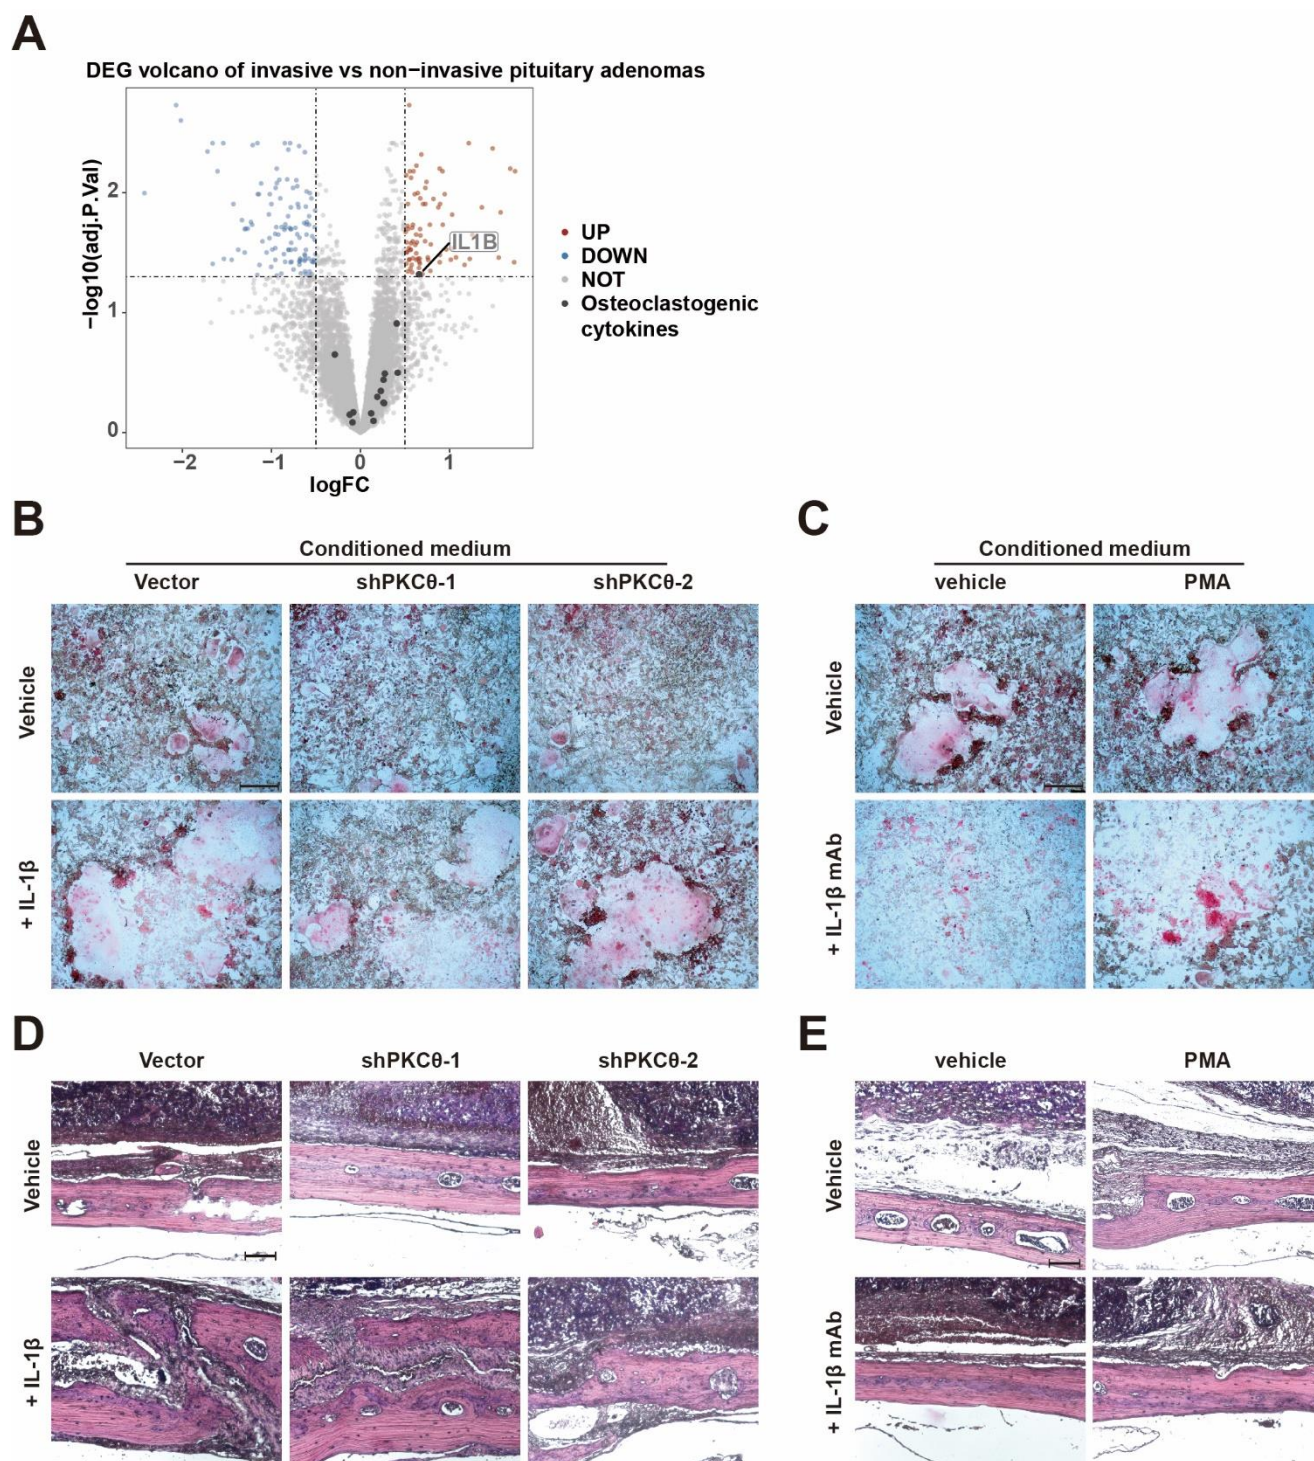 A
DEG volcano of invasive vs non−invasive pituitary adenomas
−log10(adj.P.Val)
2
1
0
−2
−1
0
1
logFC
IL1B
UP
DOWN
NOT
Osteoclastogenic
cytokines
B
Conditioned medium
Vector
shPKCθ-1
shPKCθ-2
Vehicle
+ IL-1β
C
Conditioned medium
vehicle
PMA
Vehicle
+ IL-1β mAb
D
Vector
shPKCθ-1
shPKCθ-2
Vehicle
+ IL-1β
E
vehicle
PMA
Vehicle
+ IL-1β mAb